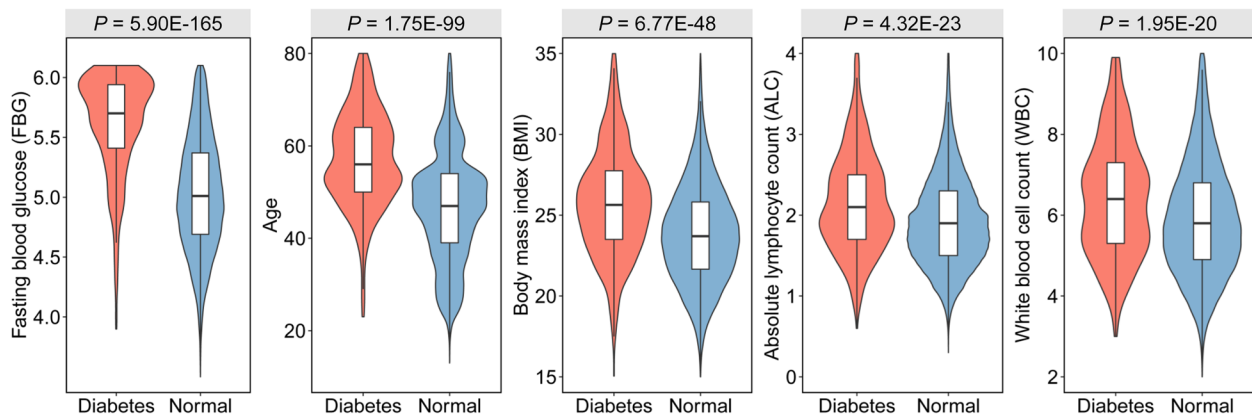 P = 5.90E-165
Fasting blood glucose (FBG)
6.0
5.5
5.0
4.5
4.0
Diabetes Normal
P = 1.75E-99
Age
80
60
40
20
Diabetes Normal
P = 6.77E-48
Body mass index (BMI)
35
30
25
20
15
Diabetes Normal
P = 4.32E-23
Absolute lymphocyte count (ALC)
4
3
2
1
0
Diabetes Normal
P = 1.95E-20
White blood cell count (WBC)
10
8
6
4
2
Diabetes Normal